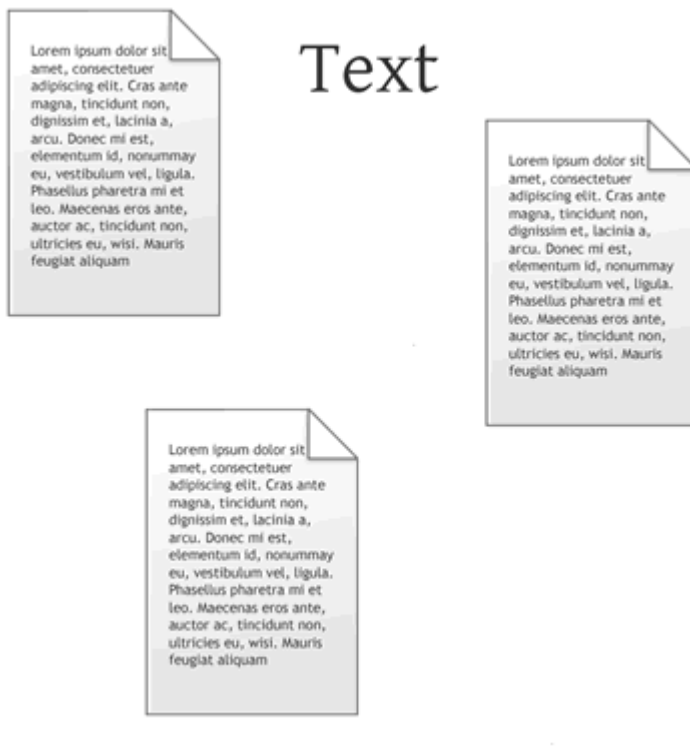 Text
Lorem ipsum dolor sit
amet, consectetuer
adipiscing elit. Cras ante
magna, tincidunt non,
dignissim et, lacinia a,
arcu. Donec mi est,
elementum id, nonummay
eu, vestibulum vel, ligula.
Phasellus pharetra mi et
leo. Maecenas eros ante,
auctor ac, tincidunt non,
ultricies eu, wisi. Mauris
feugiat aliquam
Lorem ipsum dolor sit
amet, consectetuer
adipiscing elit. Cras ante
magna, tincidunt non,
dignissim et, lacinia a,
arcu. Donec mi est,
elementum id, nonummay
eu, vestibulum vel, ligula.
Phasellus pharetra mi et
leo. Maecenas eros ante,
auctor ac, tincidunt non,
ultricies eu, wisi. Mauris
feugiat aliquam
Lorem ipsum dolor sit
amet, consectetuer
adipiscing elit. Cras ante
magna, tincidunt non,
dignissim et, lacinia a,
arcu. Donec mi est,
elementum id, nonummay
eu, vestibulum vel, ligula.
Phasellus pharetra mi et
leo. Maecenas eros ante,
auctor ac, tincidunt non,
ultricies eu, wisi. Mauris
feugiat aliquam